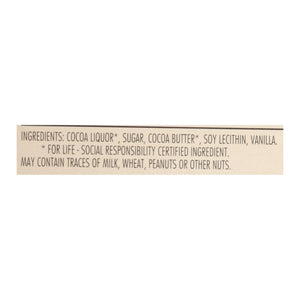 INGREDIENTS: COCOA LIQUOR*, SUGAR, COCOA BUTTER*, SOY LECITHIN, VANILLA.
* FOR LIFE - SOCIAL RESPONSIBILITY CERTIFIED INGREDIENT.
MAY CONTAIN TRACES OF MILK, WHEAT, PEANUTS OR OTHER NUTS.